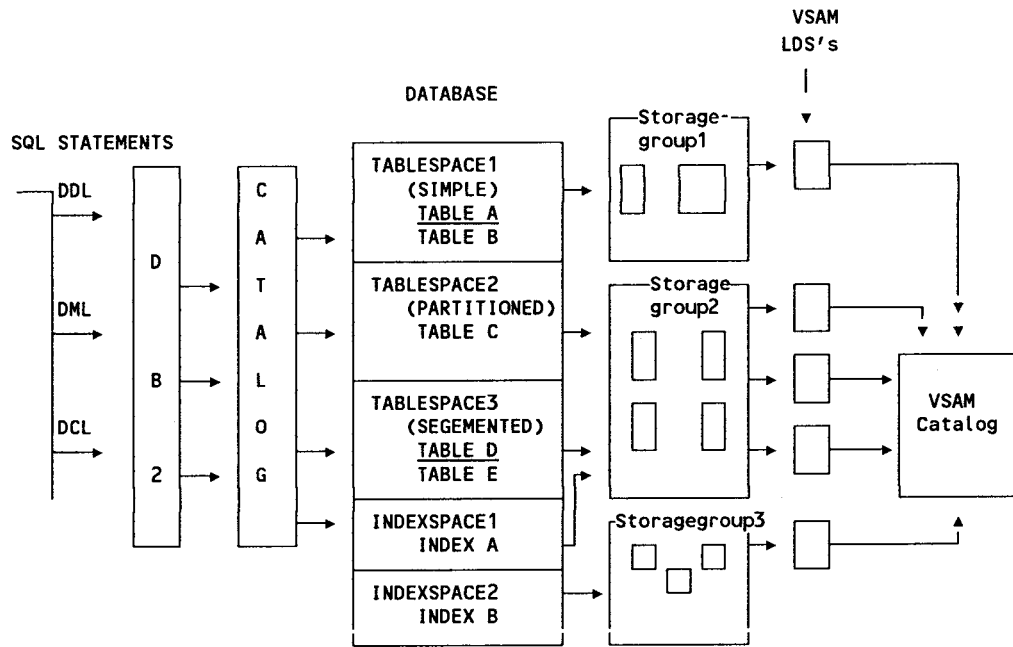 VSAM
LDS's
DATABASE
SQL STATEMENTS
DDL
DML
DCL
D
B
2
C
A
T
A
L
O
G
TABLESPACE1
(SIMPLE)
TABLE A
TABLE B
TABLESPACE2
(PARTITIONED)
TABLE C
TABLESPACE3
(SEGEMENTED)
TABLE D
TABLE E
INDEXSPACE1
INDEX A
INDEXSPACE2
INDEX B
Storage-
group1
Storage
group2
Storagegroup3
VSAM
Catalog